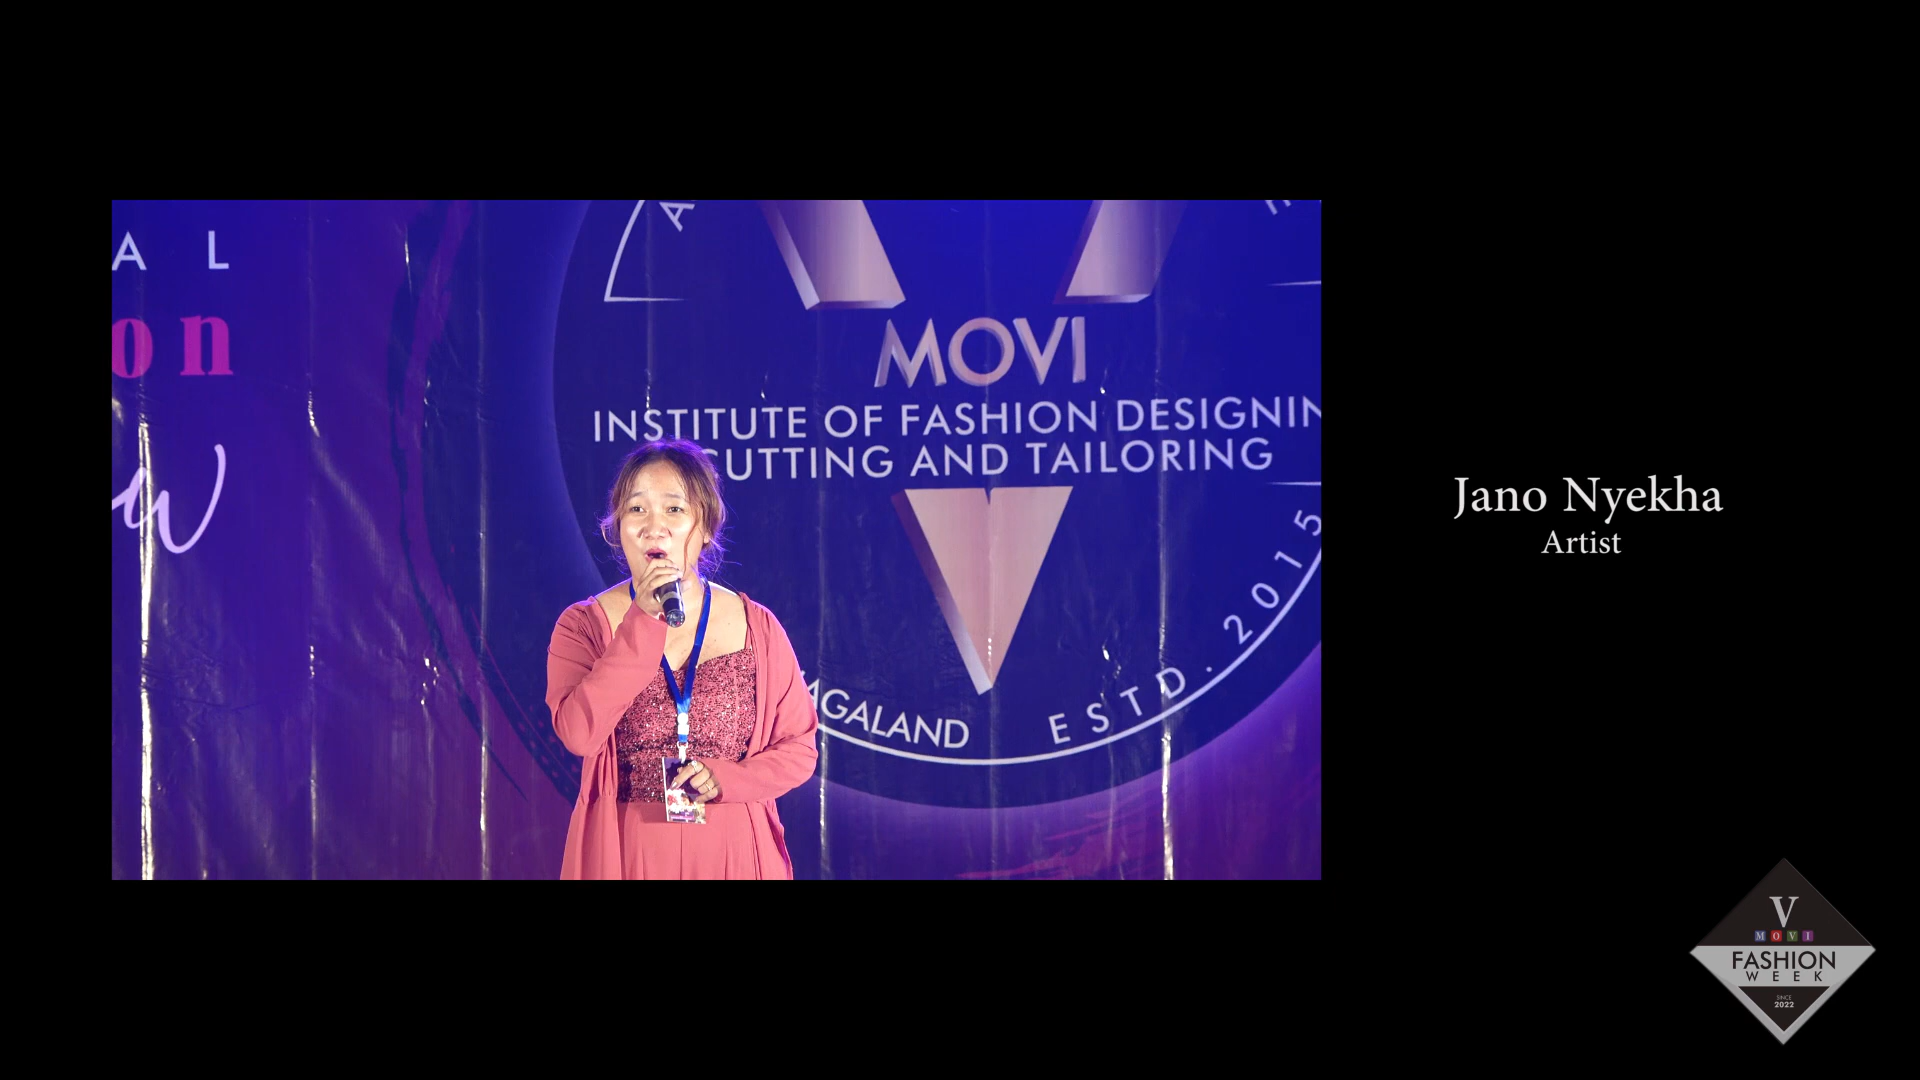 A L
on
w
MOVI
INSTITUTE OF FASHION DESIGNIN
CUTTING AND TAILORING
AGALAND ESTD. 2015
Jano Nyekha
Artist
V
MOVI
FASHION
WEEK
SINCE
2022